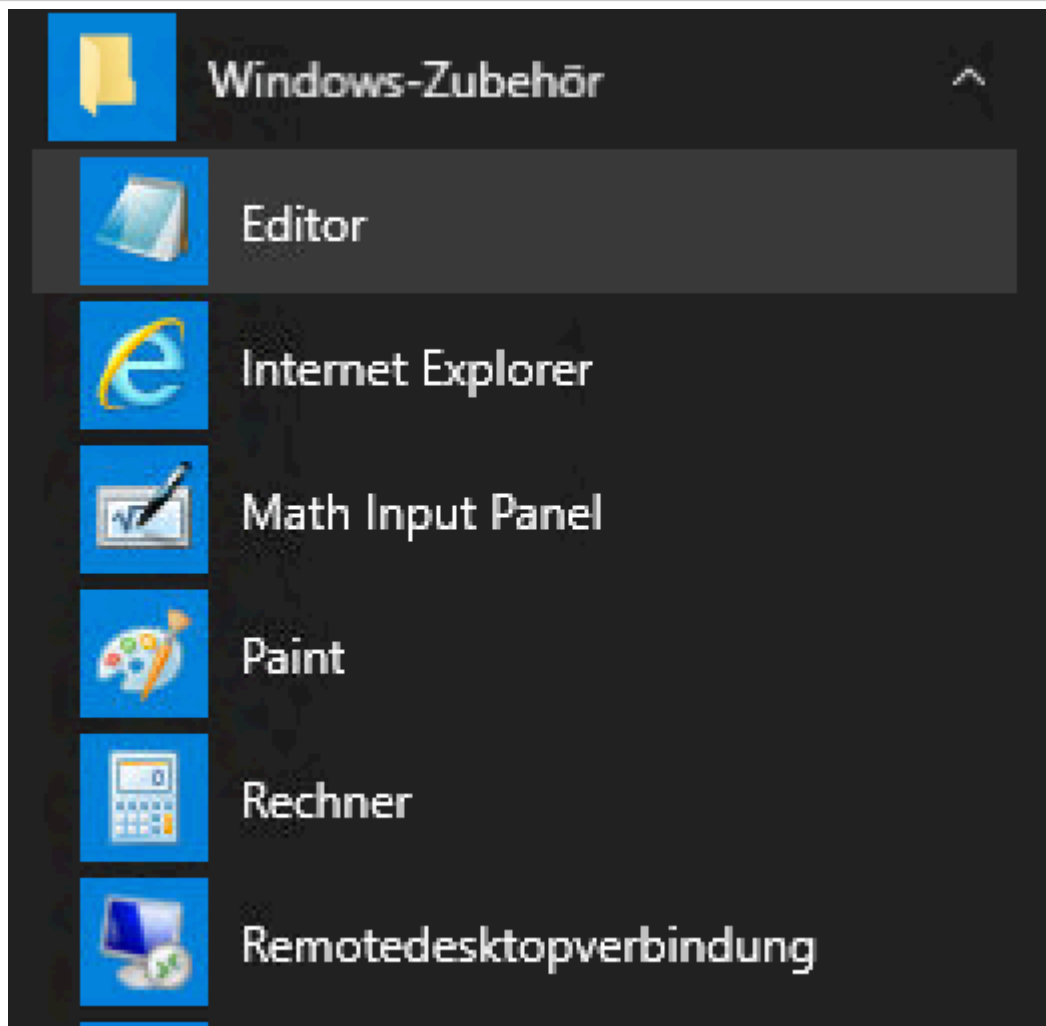 Windows-Zubehör
Editor
Internet Explorer
Math Input Panel
Paint
Rechner
Remotedesktopverbindung